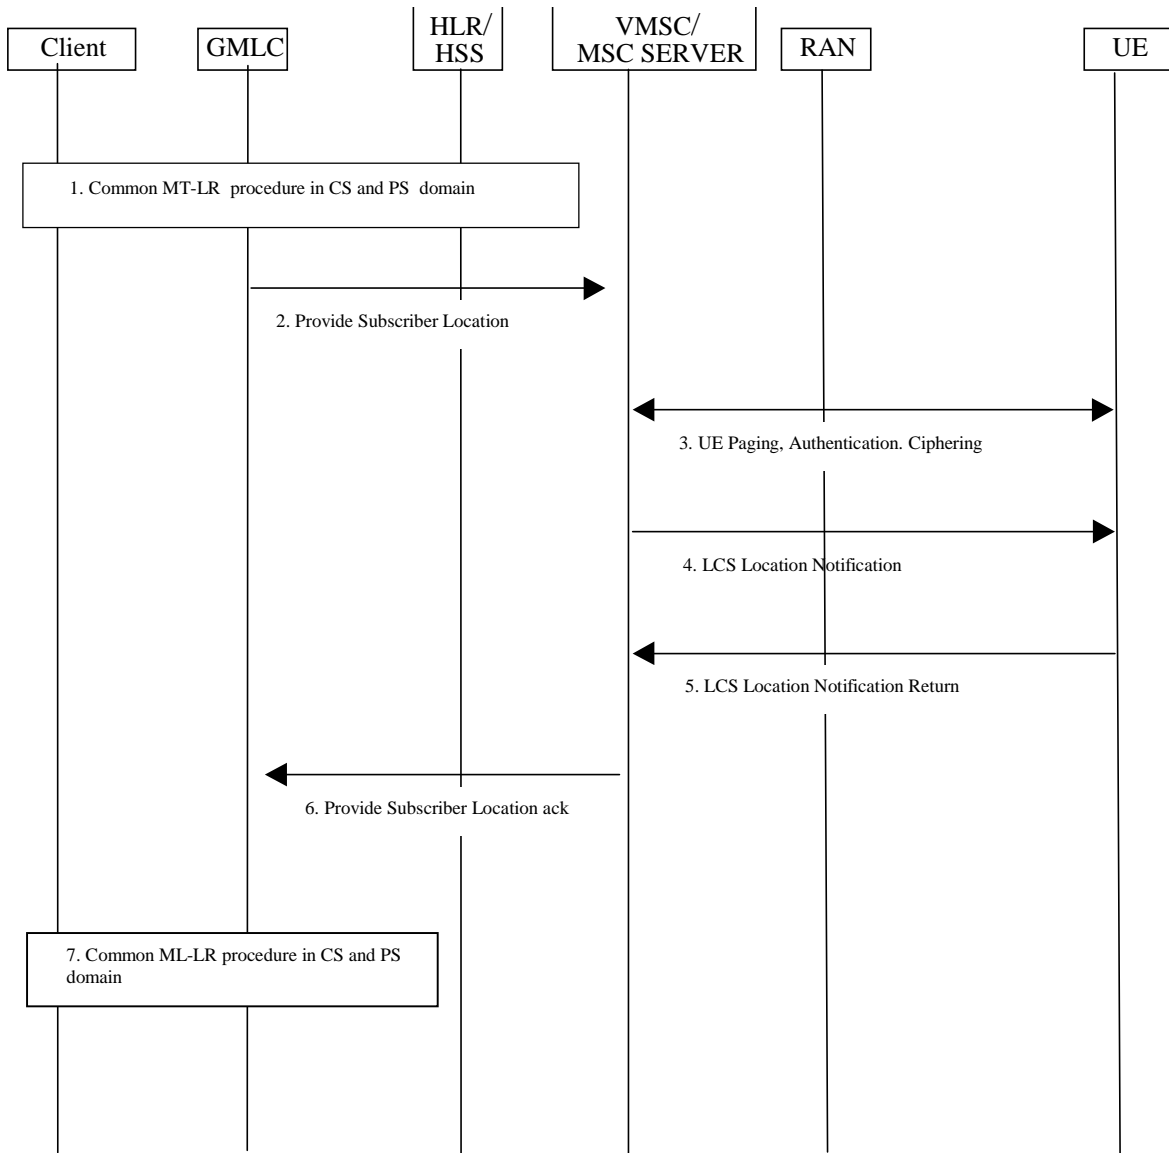 Client
GMLC
HLR/
HSS
VMSC/
MSC SERVER
RAN
UE
1. Common MT-LR procedure in CS and PS domain
2. Provide Subscriber Location
3. UE Paging, Authentication. Ciphering
4. LCS Location Notification
5. LCS Location Notification Return
6. Provide Subscriber Location ack
7. Common ML-LR procedure in CS and PS
domain